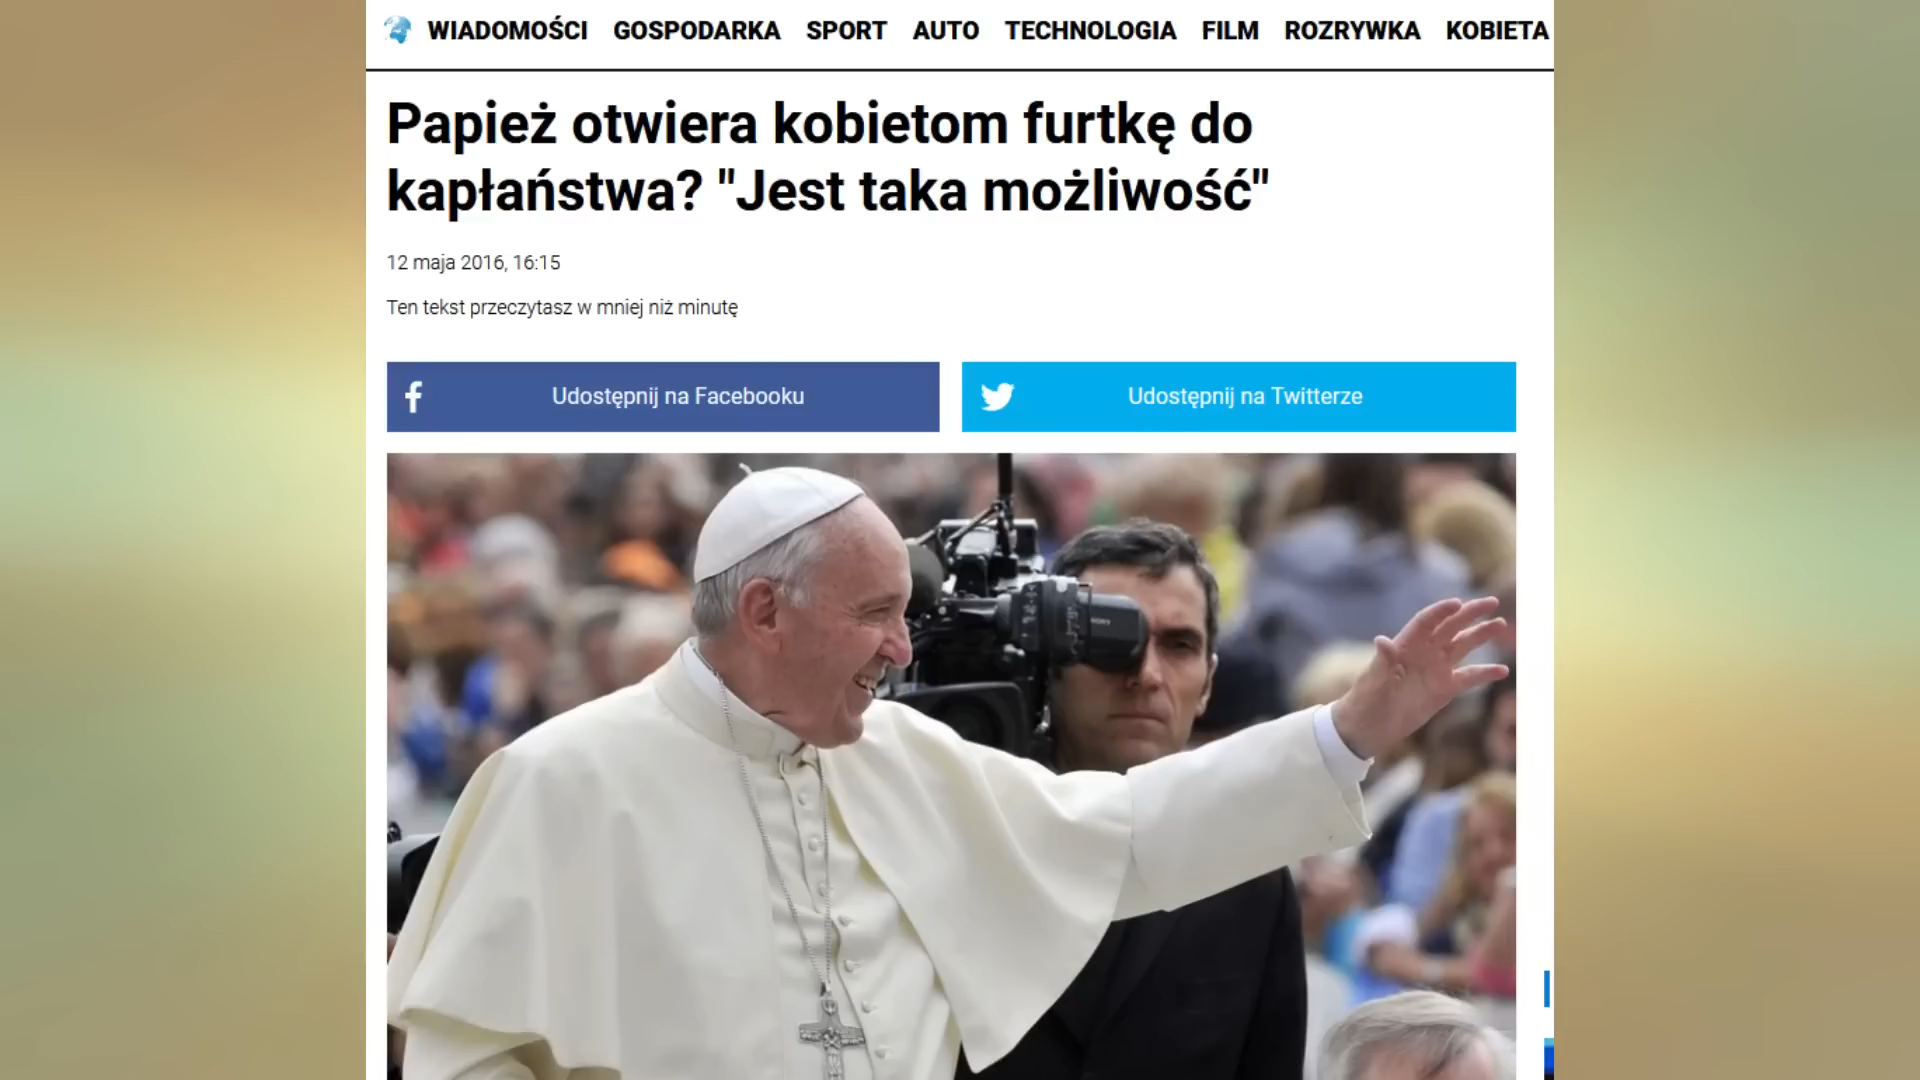 WIADOMOŚCI GOSPODARKA SPORT AUTO TECHNOLOGIA FILM ROZRYWKA KOBIETA
Papież otwiera kobietom furtkę do
kapłaństwa? "Jest taka możliwość"
12 maja 2016, 16:15
Ten tekst przeczytasz w mniej niż minutę
Udostępnij na Facebooku
Udostępnij na Twitterze
SONY